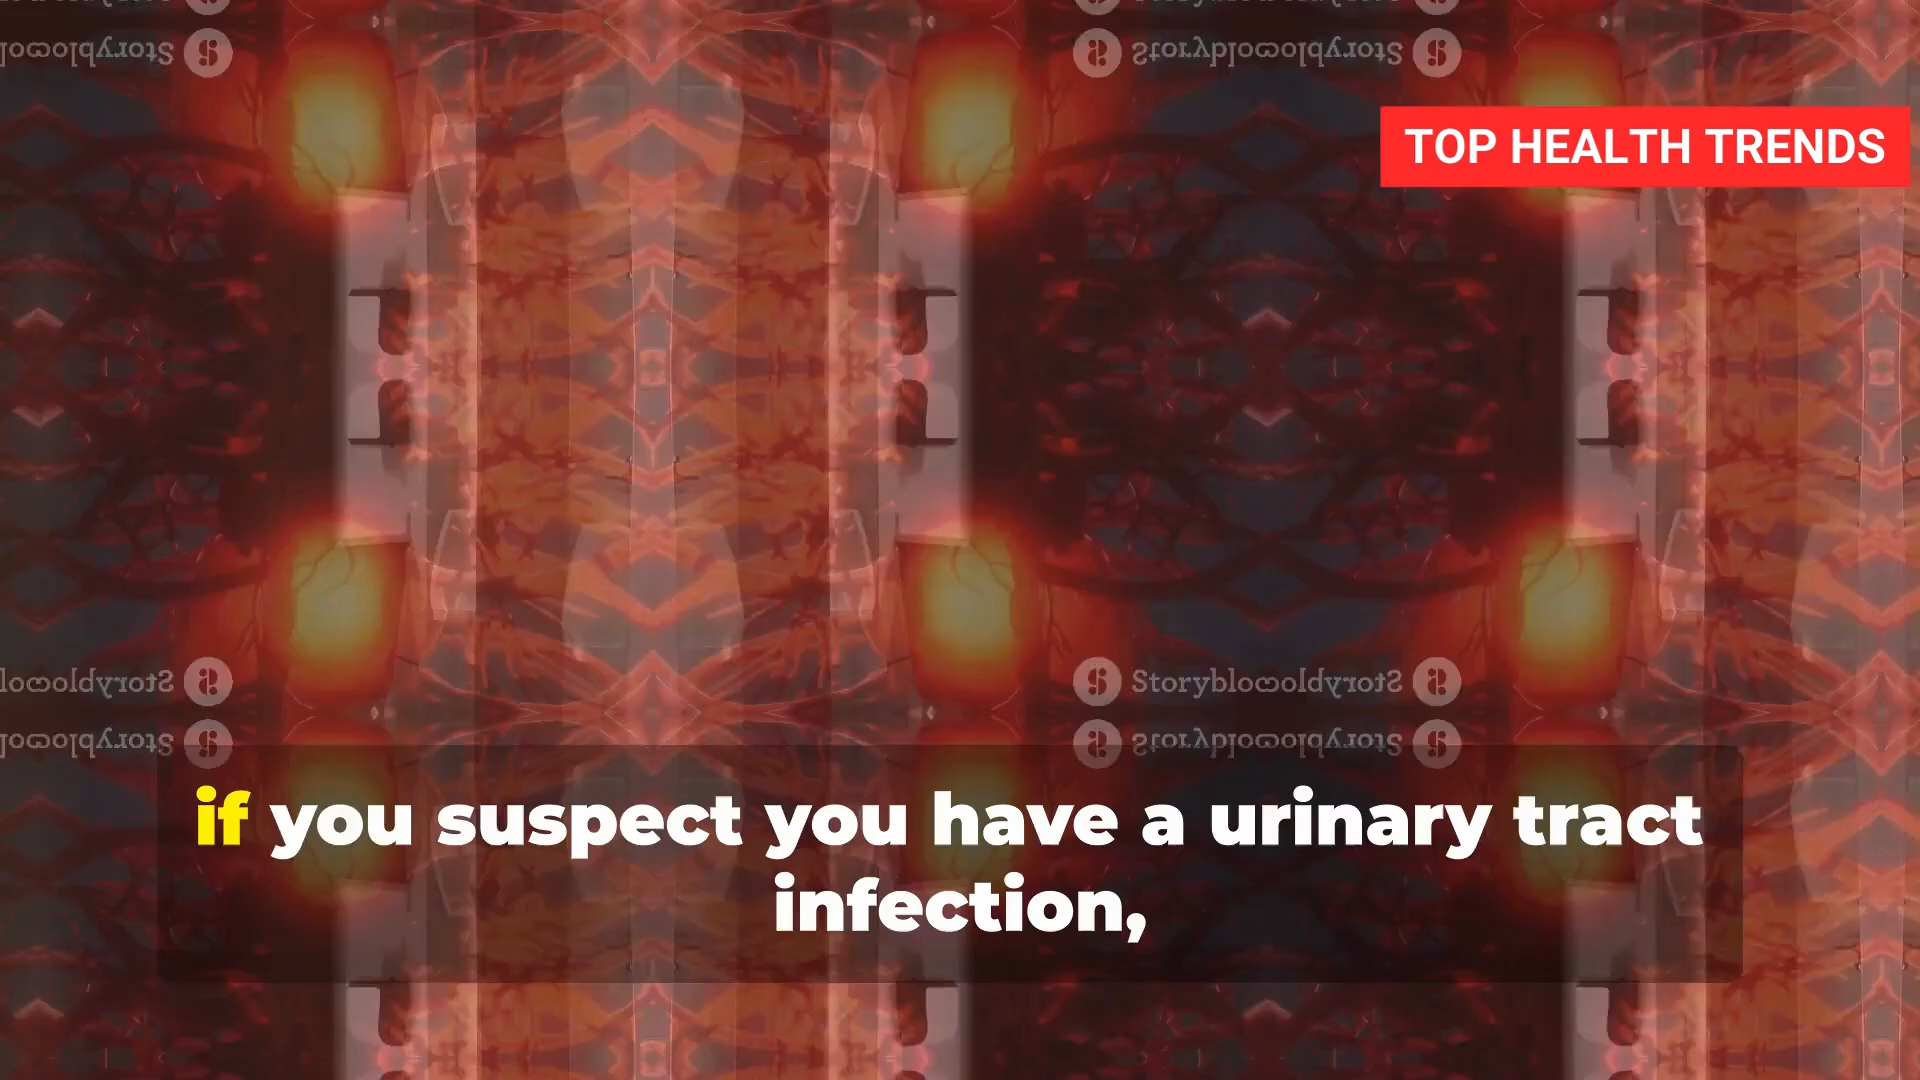 TOP HEALTH TRENDS
if you suspect you have a urinary tract
infection,